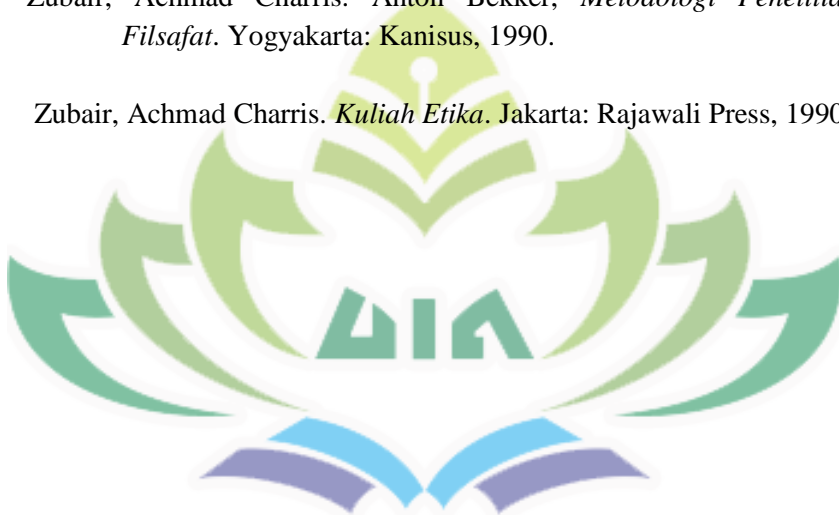 Zubair, Achmad Charris. Anton Bekker, Metodologi
Filsafat. Yogyakarta: Kanisus, 1990.
Zubair, Achmad Charris. Kuliah Etika. Jakarta: Rajawali Press, 1990
UIN